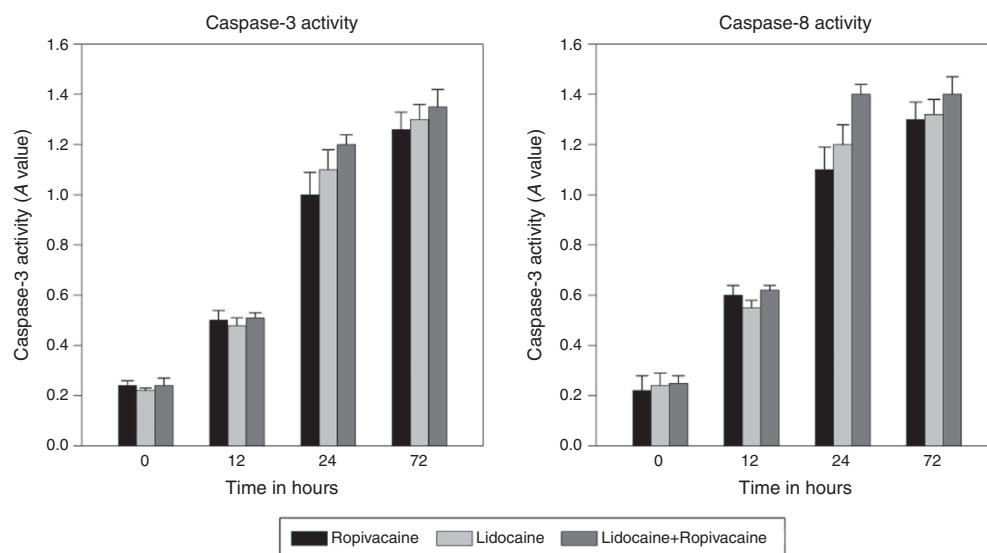 Caspase-3 activity
1.6
1.4
1.2
1.0
0.8
0.6
0.4
0.2
0.0
Caspase-3 activity (A value)
0 12 24 72
Time in hours
Caspase-8 activity
1.6
1.4
1.2
1.0
0.8
0.6
0.4
0.2
0.0
Caspase-3 activity (A value)
0 12 24 72
Time in hours
Ropivacaine Lidocaine Lidocaine+Ropivacaine